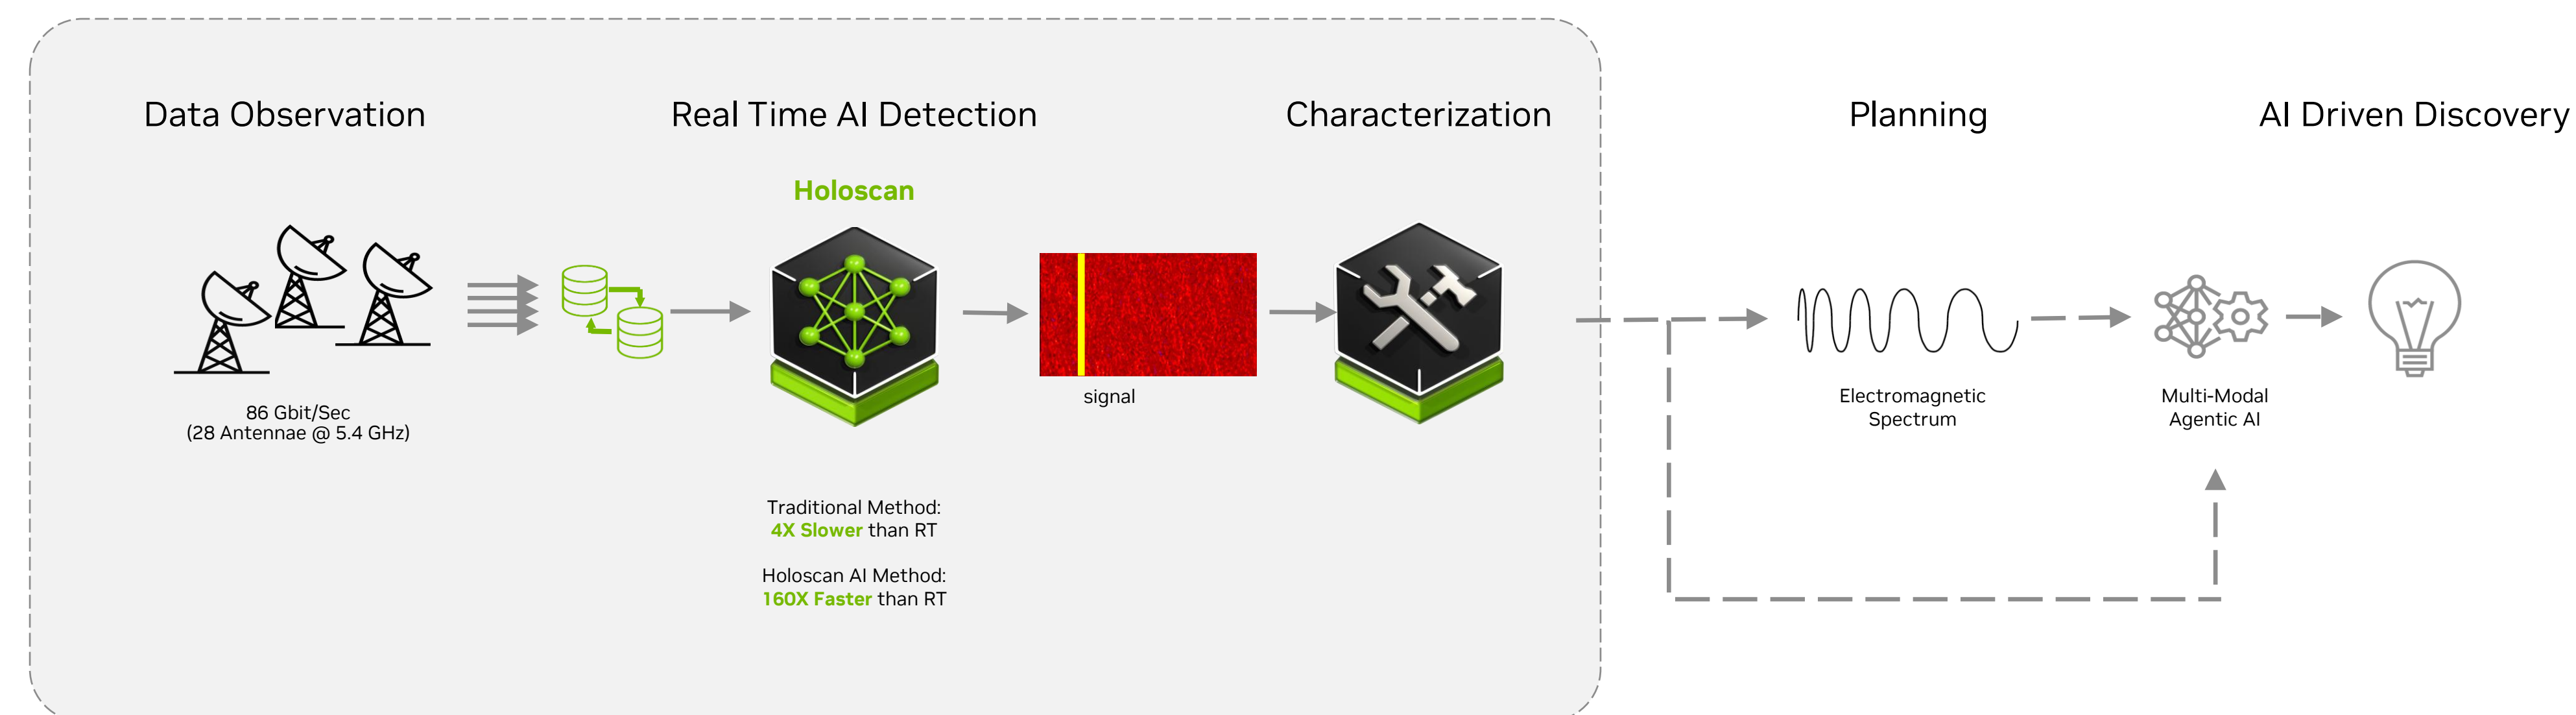 Data Observation
Real Time AI Detection
Characterization
Planning
AI Driven Discovery
Holoscan
86 Gbit/Sec
(28 Antennae @ 5.4 GHz)
signal
Electromagnetic
Spectrum
Multi-Modal
Agentic AI
Traditional Method:
4X Slower than RT
Holoscan AI Method:
160X Faster than RT